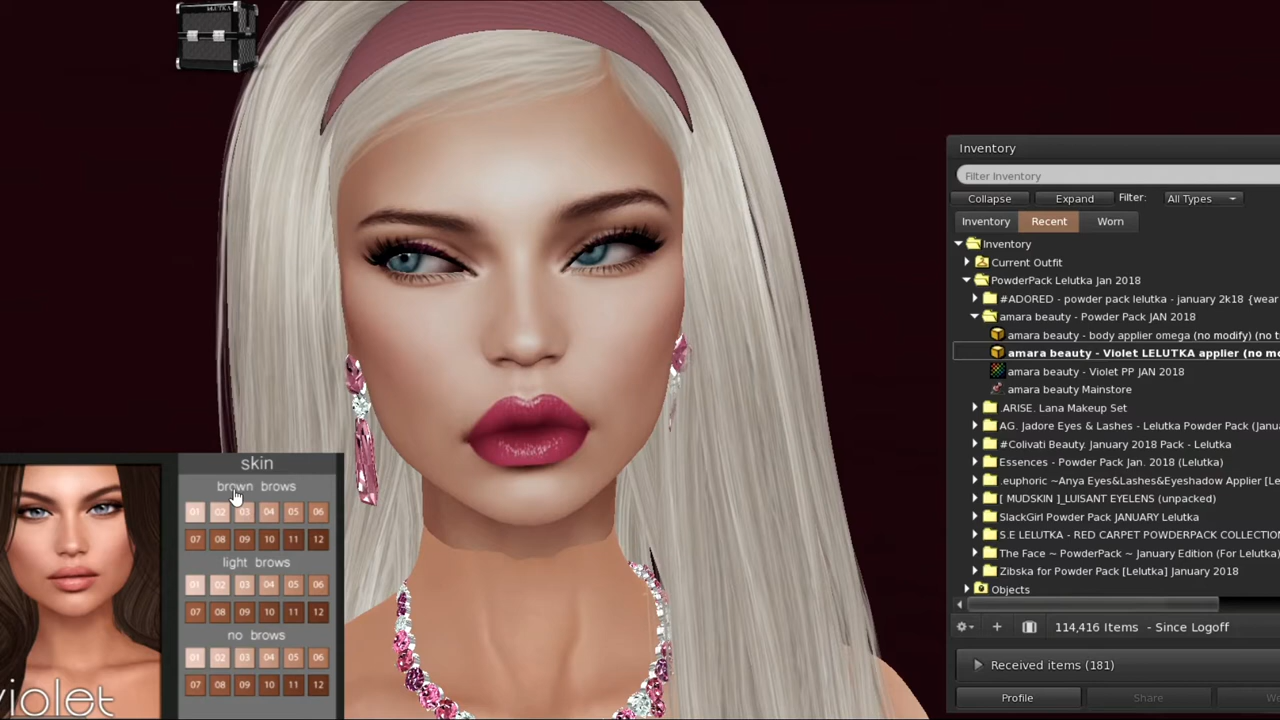 LELUTKA
Inventory
Filter Inventory
Collapse
Expand
Filter:
All Types
Inventory
Recent
Worn
Inventory
Current Outfit
PowderPack Lelutka Jan 2018
#ADORED - powder pack lelutka - january 2k18 {wear
amara beauty - Powder Pack JAN 2018
amara beauty - body applier omega (no modify) (no t
amara beauty - Violet LELUTKA applier (no mo
amara beauty - Violet PP JAN 2018
amara beauty Mainstore
.ARISE. Lana Makeup Set
AG. Jadore Eyes & Lashes - Lelutka Powder Pack (Janu
#Colivati Beauty. January 2018 Pack - Lelutka
Essences - Powder Pack Jan. 2018 (Lelutka)
.euphoric ~Anya Eyes&Lashes&Eyeshadow Applier [Le
[ MUDSKIN ]_LUISANT EYELENS (unpacked)
SlackGirl Powder Pack JANUARY Lelutka
S.E LELUTKA - RED CARPET POWDERPACK COLLECTION
The Face ~ PowderPack ~ January Edition (For Lelutka)
Zibska for Powder Pack [Lelutka] January 2018
Objects
114,416 Items - Since Logoff
Received items (181)
Profile
Share
skin
brown brows
01 02 03 04 05 06
07 08 09 10 11 12
light brows
01 02 03 04 05 06
07 08 09 10 11 12
no brows
01 02 03 04 05 06
07 08 09 10 11 12
violet